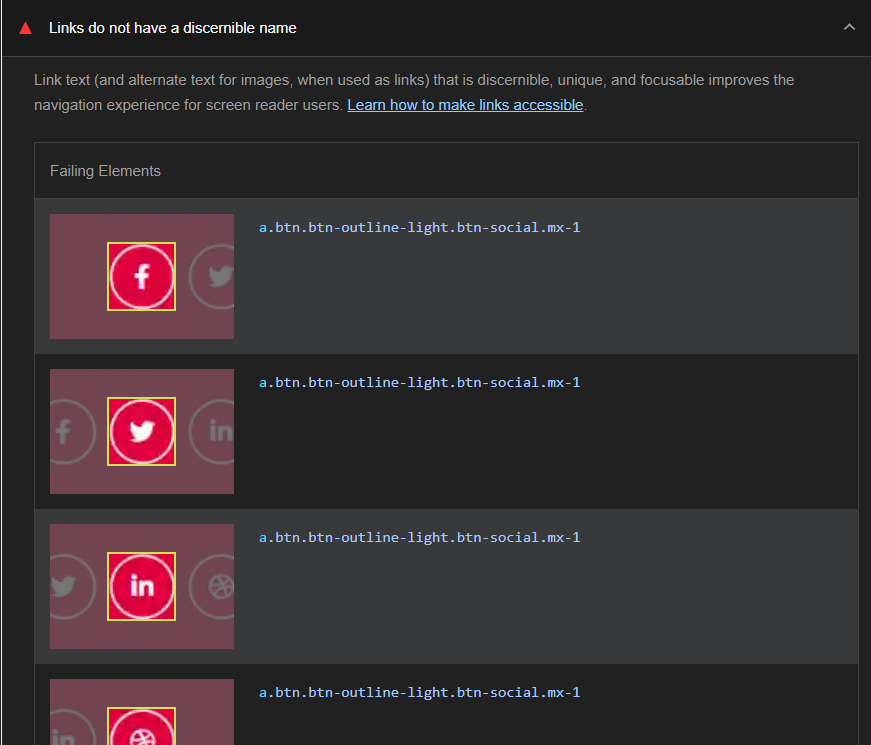 Links do not have a discernible name
Link text (and alternate text for images, when used as links) that is discernible, unique, and focusable improves the
navigation experience for screen reader users. Learn how to make links accessible.
Failing Elements
a.btn.btn-outline-light.btn-social.mx-1
f
a.btn.btn-outline-light.btn-social.mx-1
f
in
a.btn.btn-outline-light.btn-social.mx-1
in
a.btn.btn-outline-light.btn-social.mx-1
in